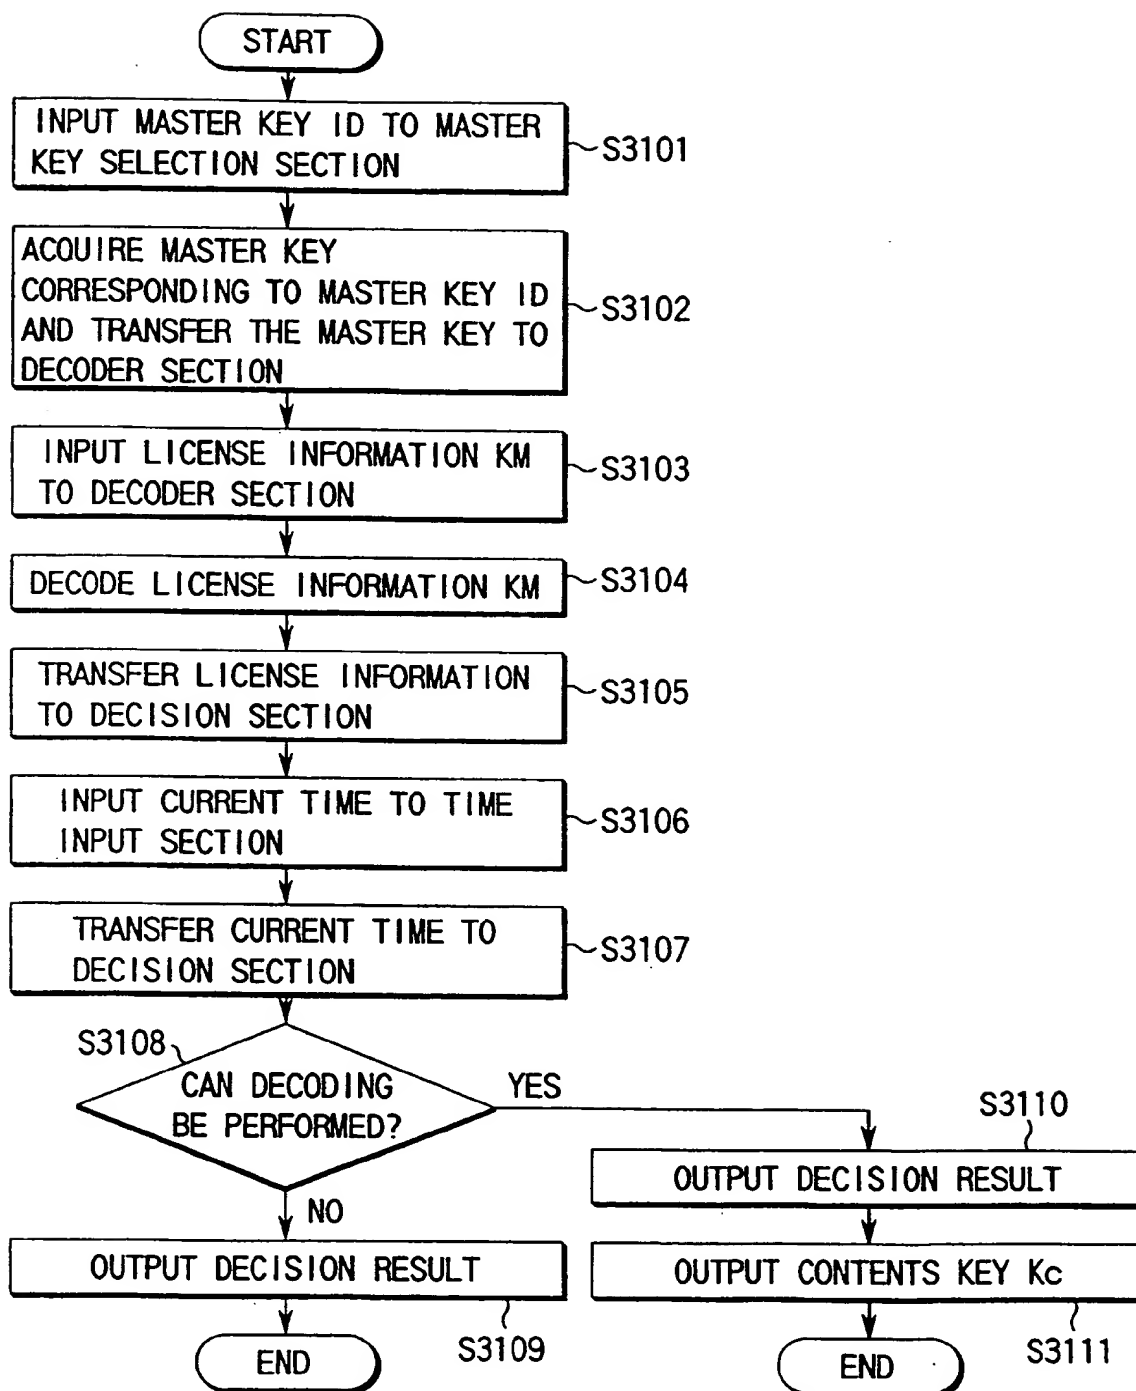 START
INPUT MASTER KEY ID TO MASTER
KEY SELECTION SECTION
S3101
ACQUIRE MASTER KEY
CORRESPONDING TO MASTER KEY ID
AND TRANSFER THE MASTER KEY TO
DECODER SECTION
S3102
INPUT LICENSE INFORMATION KM
TO DECODER SECTION
S3103
DECODE LICENSE INFORMATION KM
S3104
TRANSFER LICENSE INFORMATION
TO DECISION SECTION
S3105
INPUT CURRENT TIME TO TIME
INPUT SECTION
S3106
TRANSFER CURRENT TIME TO
DECISION SECTION
S3107
S3108
CAN DECODING
BE PERFORMED?
YES
NO
OUTPUT DECISION RESULT
S3109
END
S3110
OUTPUT DECISION RESULT
OUTPUT CONTENTS KEY Kc
S3111
END